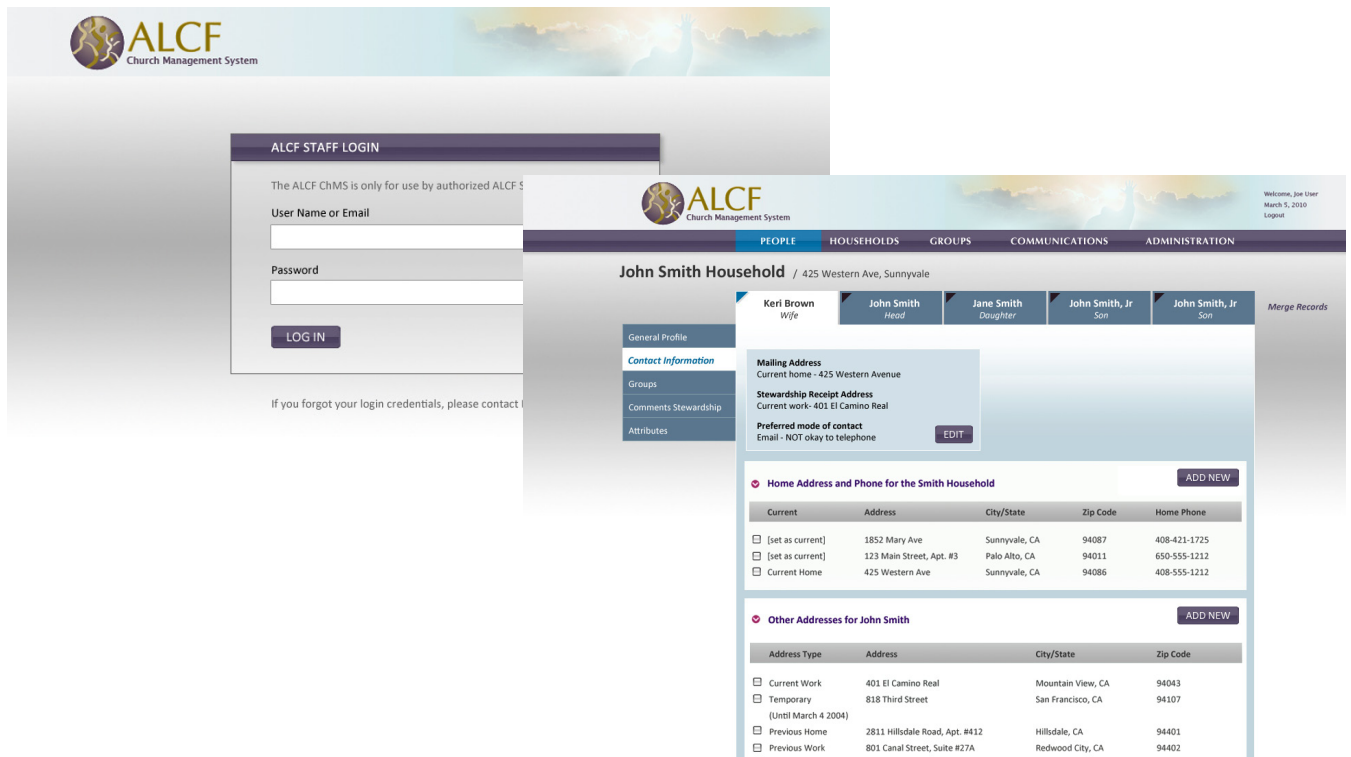 ALCF
Church Management System
ALCF STAFF LOGIN
The ALCF ChMS is only for use by authorized ALCF
User Name or Email
Password
LOG IN
If you forgot your login credentials, please contact
ALCF
Church Management System
Welcome, Joe User
March 5, 2010
Logout
PEOPLE HOUSEHOLDS GROUPS COMMUNICATIONS ADMINISTRATION
John Smith Household / 425 Western Ave, Sunnyvale
Keri Brown John Smith Jane Smith John Smith, Jr John Smith, Jr
Wife Head Daughter Son Son
Merge Records
General Profile
Contact Information
Groups
Comments Stewardship
Attributes
Mailing Address
Current home - 425 Western Avenue
Stewardship Receipt Address
Current work- 401 El Camino Real
Preferred mode of contact
Email - NOT okay to telephone
EDIT
Home Address and Phone for the Smith Household
ADD NEW
Current Address City/State Zip Code Home Phone
[set as current] 1852 Mary Ave Sunnyvale, CA 94087 408-421-1725
[set as current] 123 Main Street, Apt. #3 Palo Alto, CA 94011 650-555-1212
Current Home 425 Western Ave Sunnyvale, CA 94086 408-555-1212
Other Addresses for John Smith
ADD NEW
Address Type Address City/State Zip Code
Current Work 401 El Camino Real Mountain View, CA 94043
Temporary 818 Third Street San Francisco, CA 94107
(Until March 4 2004)
Previous Home 2811 Hillsdale Road, Apt. #412 Hillsdale, CA 94401
Previous Work 801 Canal Street, Suite #27A Redwood City, CA 94402